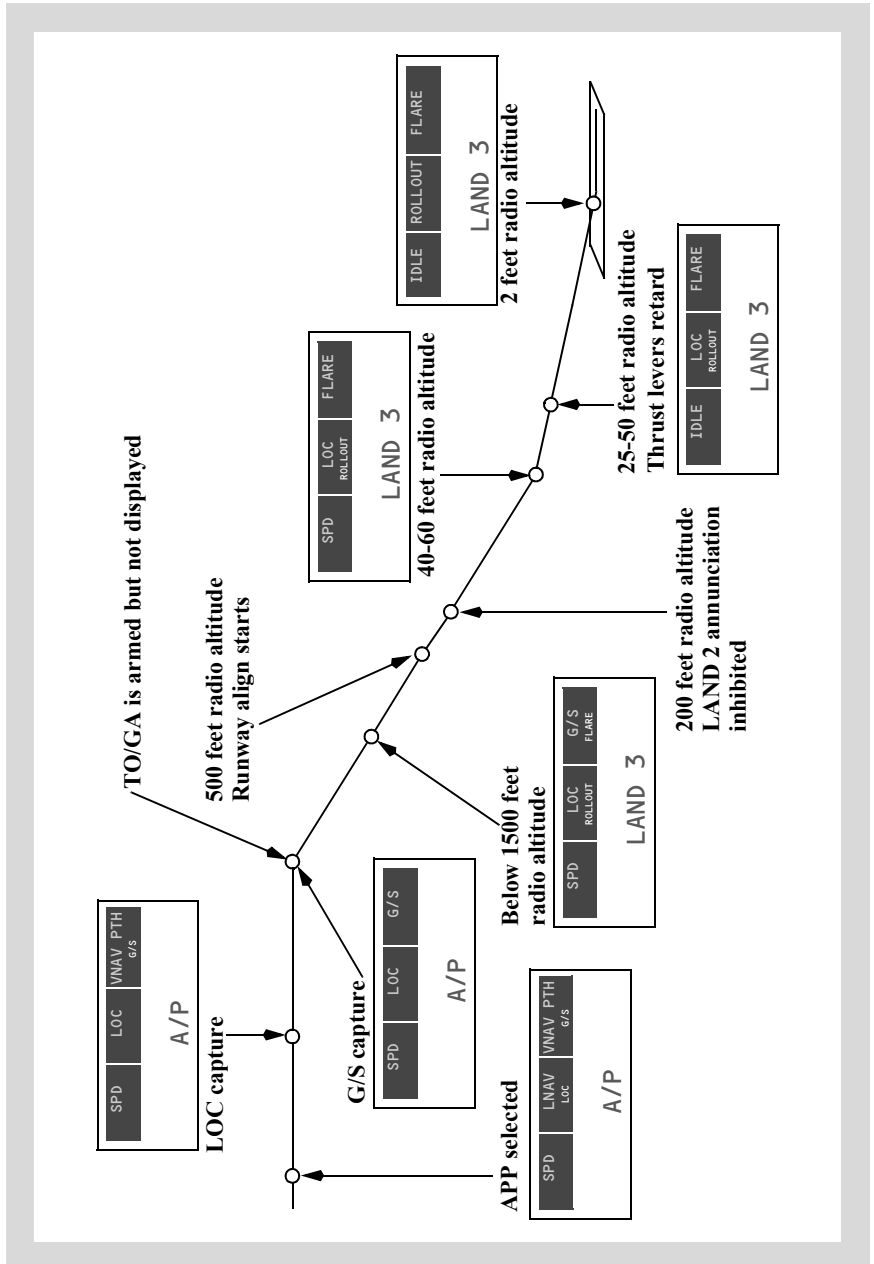 TO/GA is armed but not displayed
500 feet radio altitude
Runway align starts
SPD LOC VNAV PTH
G/S
A/P
LOC capture
SPD LOC FLARE
ROLLOUT
LAND 3
40-60 feet radio altitude
IDLE ROLLOUT FLARE
LAND 3
2 feet radio altitude
G/S capture
SPD LOC G/S
A/P
APP selected
SPD LNAV VNAV PTH
LOC G/S
A/P
Below 1500 feet
radio altitude
SPD LOC G/S
ROLLOUT FLARE
LAND 3
200 feet radio altitude
LAND 2 annunciation
inhibited
25-50 feet radio altitude
Thrust levers retard
IDLE LOC FLARE
ROLLOUT
LAND 3